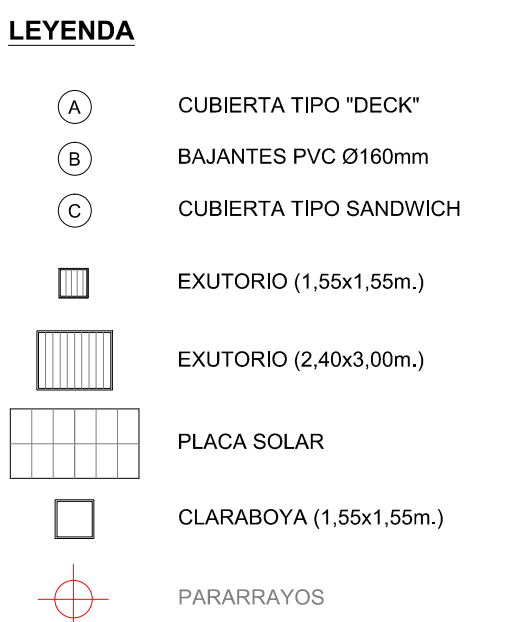 LEYENDA
A CUBIERTA TIPO "DECK"
B BAJANTES PVC Ø160mm
C CUBIERTA TIPO SANDWICH
EXUTORIO (1,55x1,55m.)
EXUTORIO (2,40x3,00m.)
PLACA SOLAR
CLARABOYA (1,55x1,55m.)
PARARRAYOS